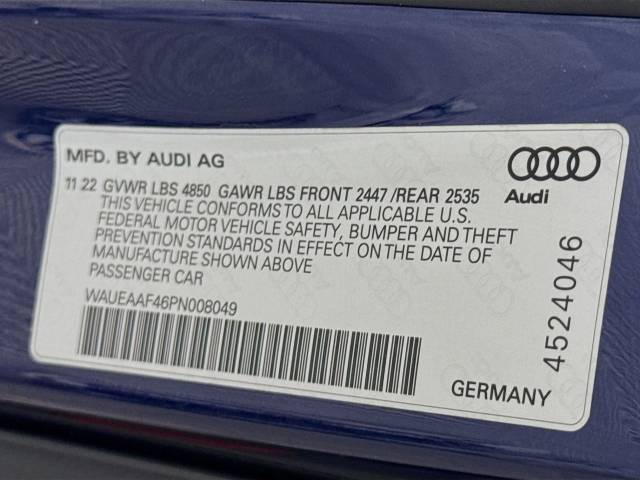 MFD. BY AUDI AG
11 22 GVWR LBS 4850 GAWR LBS FRONT 2447 /REAR 2535
THIS VEHICLE CONFORMS TO ALL APPLICABLE U.S.
FEDERAL MOTOR VEHICLE SAFETY, BUMPER AND THEFT
PREVENTION STANDARDS IN EFFECT ON THE DATE OF
MANUFACTURE SHOWN ABOVE
PASSENGER CAR
WAUEAAF46PN008049
Audi
4524046
GERMANY